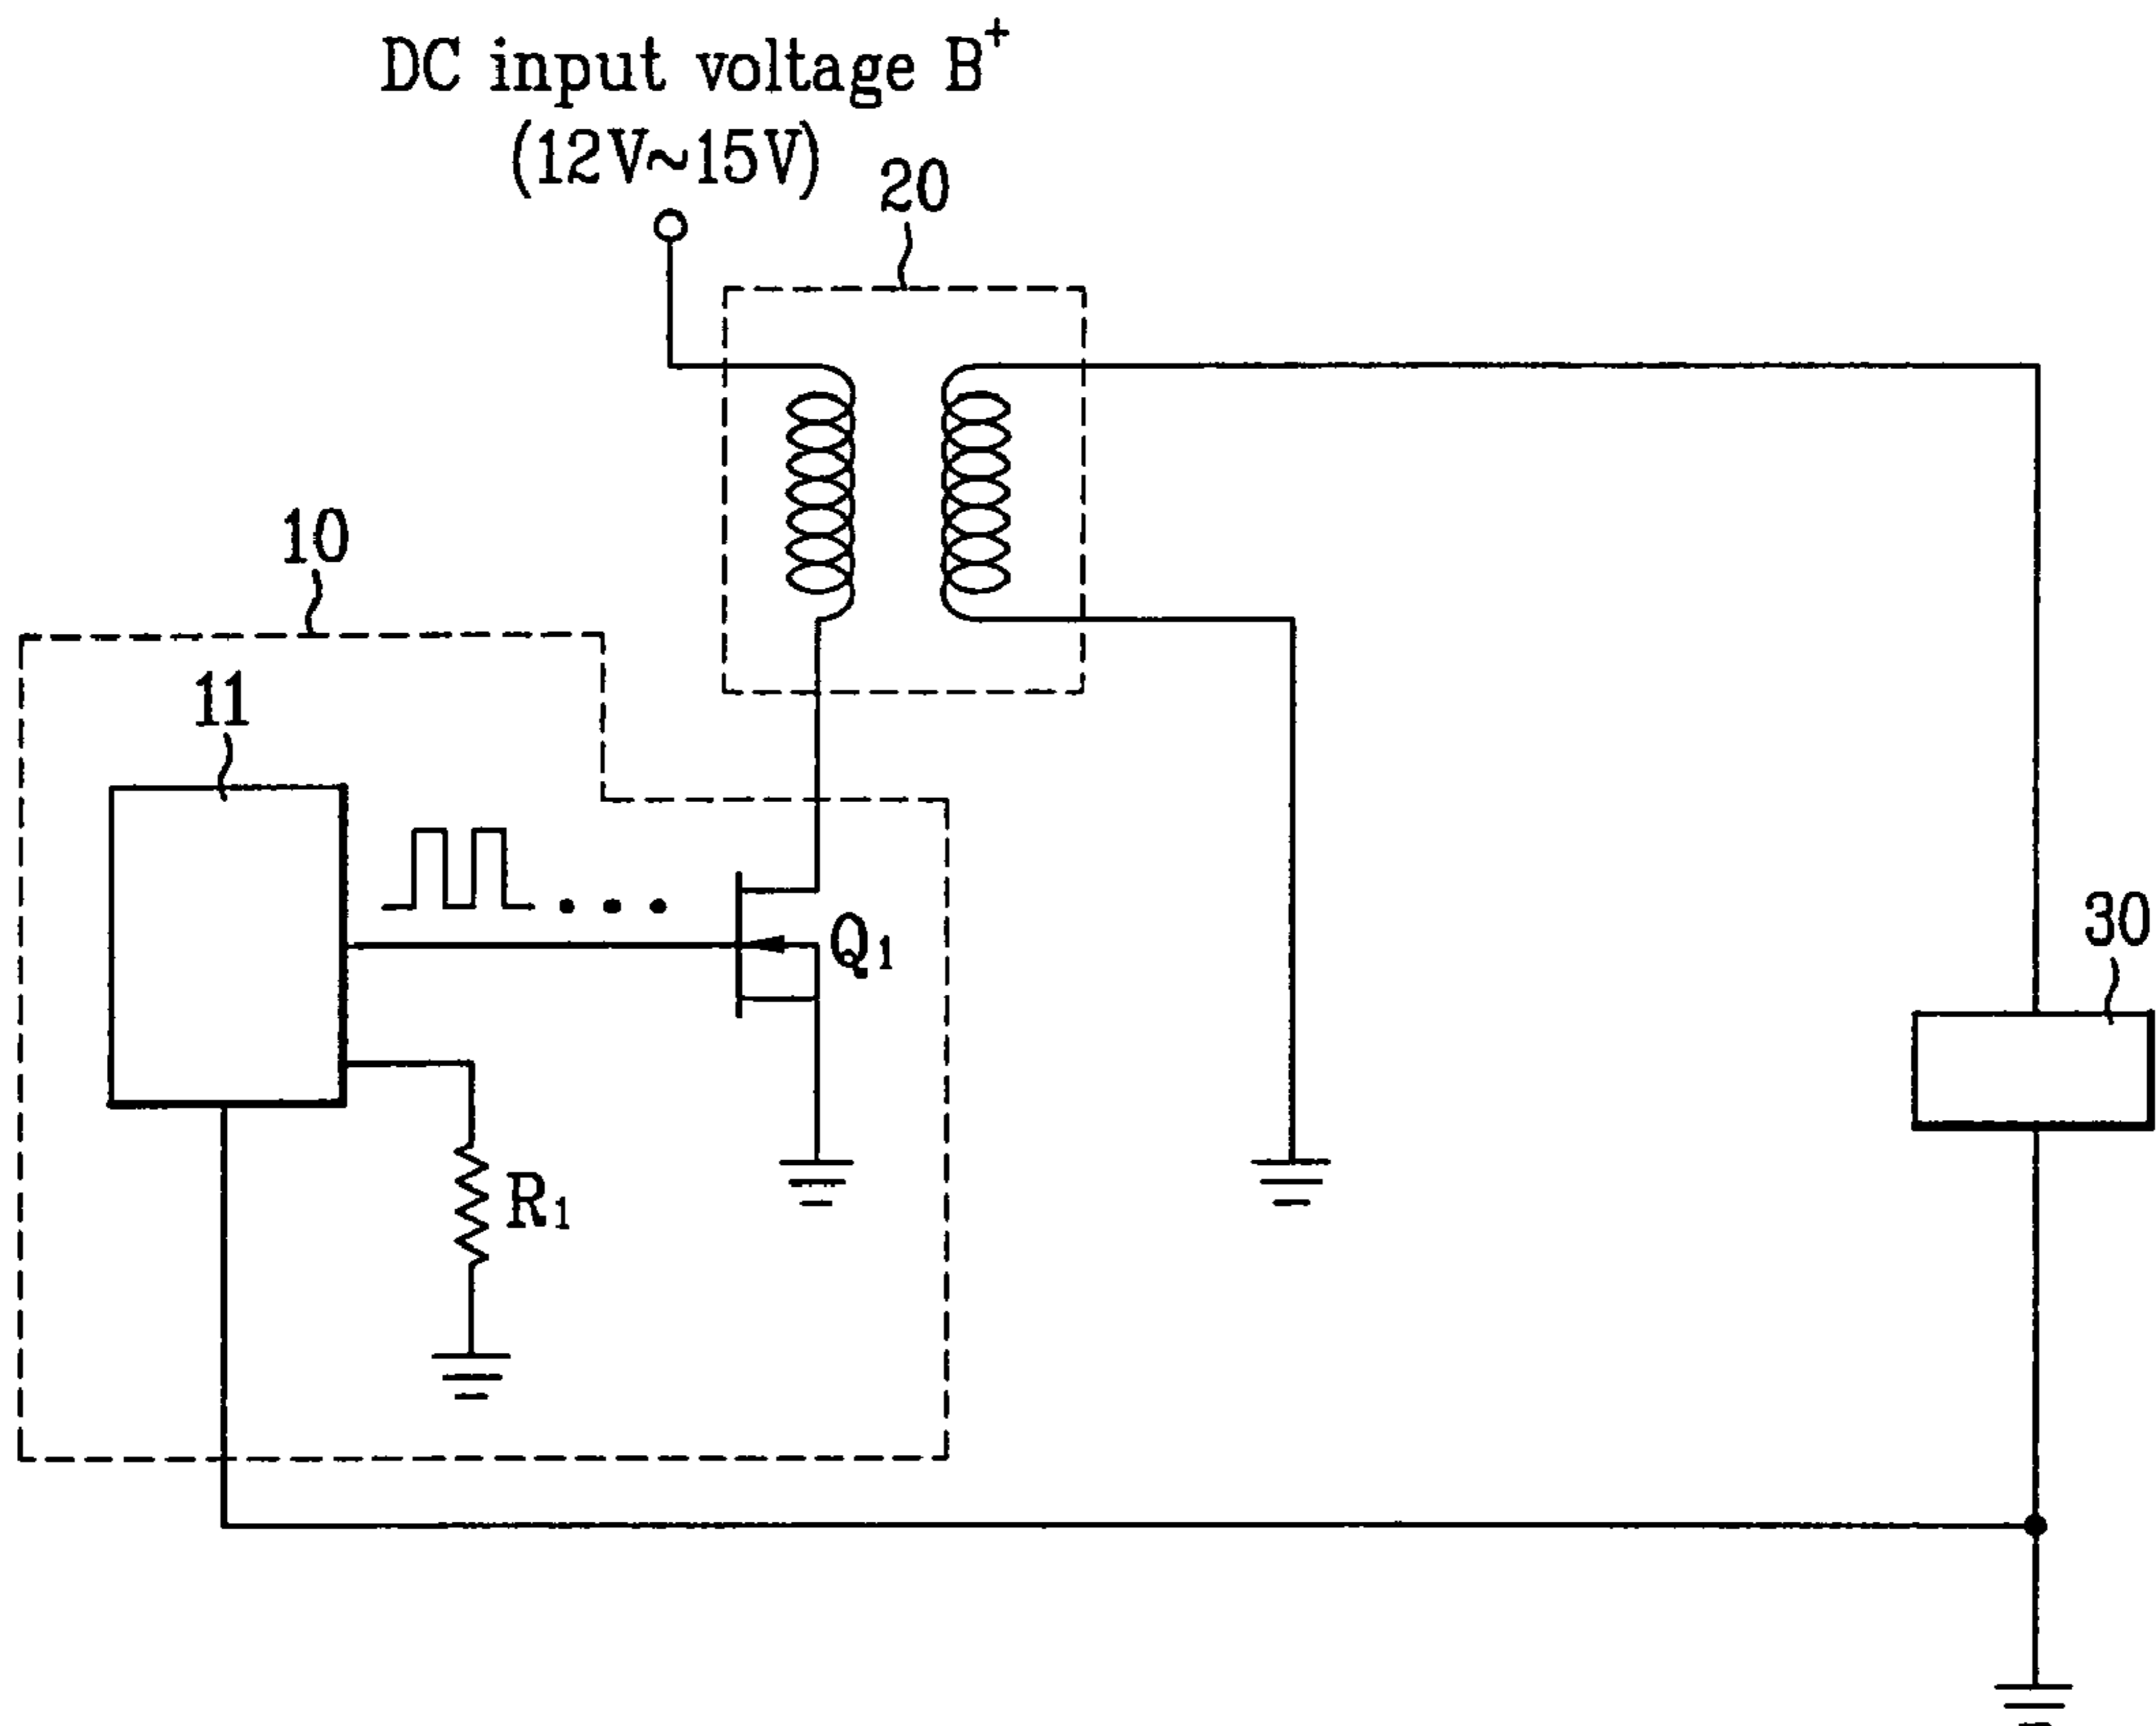 DC input voltage B⁺
(12V~15V)
20
10
11
Q₁
30
R₁